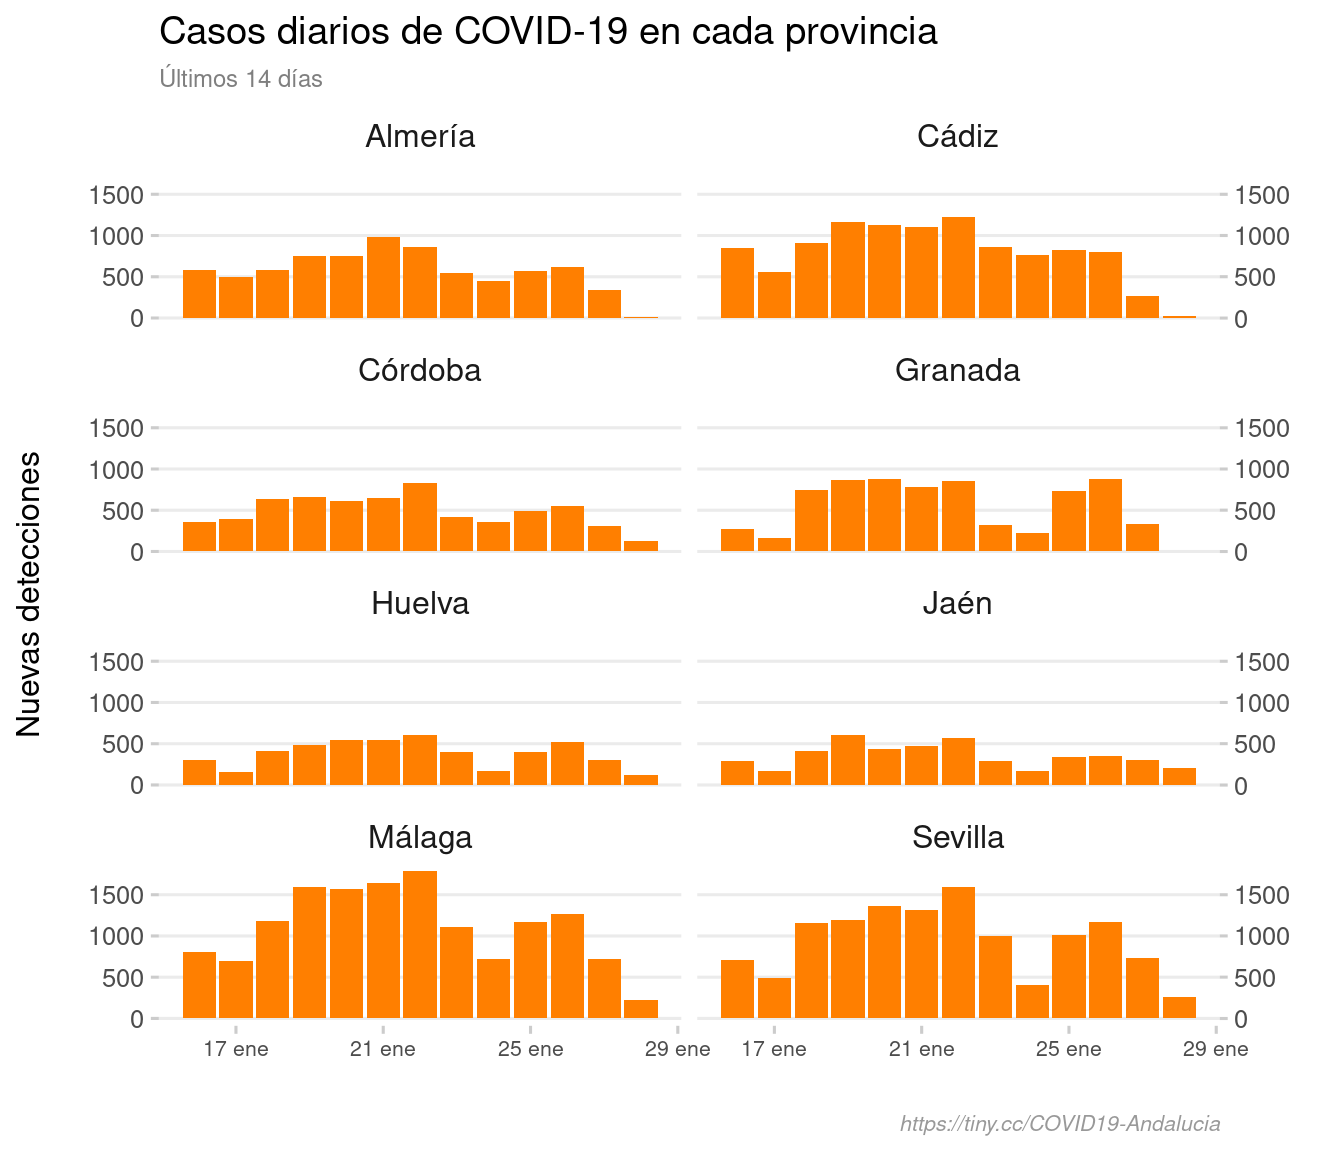 Casos diarios de COVID-19 en cada provincia
Últimos 14 días
Almería
Cádiz
1500
1000
500
0
1500
1000
500
0
Córdoba
Granada
1500
1000
500
0
1500
1000
500
0
Huelva
Jaén
1500
1000
500
0
1500
1000
500
0
Málaga
Sevilla
1500
1000
500
0
1500
1000
500
0
17 ene 21 ene 25 ene 29 ene
17 ene 21 ene 25 ene 29 ene
Nuevas detecciones
https://tiny.cc/COVID19-Andalucia